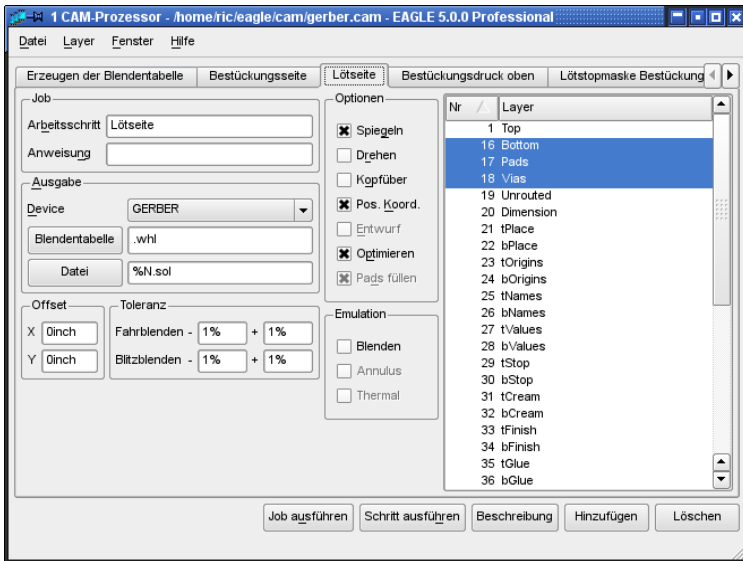 1 CAM-Prozessor - /home/ric/eagle/cam/gerber.cam - EAGLE 5.0.0 Professional
Datei Layer Fenster Hilfe
Erzeugen der Blendentabelle Bestückungsseite Lötseite Bestückungsdruck oben Lötstopmaske Bestückung
Job
Arbeitsschritt Lötseite
Anweisung
Ausgabe
Device GERBER
Blendentabelle .whl
Datei %N.sol
Offset
X 0inch
Y 0inch
Toleranz
Fahrblenden - 1% + 1%
Blitzblenden - 1% + 1%
Optionen
Spiegeln
Drehen
Kopfüber
Pos. Koord.
Entwurf
Optimieren
Pads füllen
Emulation
Blenden
Annulus
Thermal
Nr Layer
1 Top
16 Bottom
17 Pads
18 Vias
19 Unrouted
20 Dimension
21 tPlace
22 bPlace
23 tOrigins
24 bOrigins
25 tNames
26 bNames
27 tValues
28 bValues
29 tStop
30 bStop
31 tCream
32 bCream
33 tFinish
34 bFinish
35 tGlue
36 bGlue
Job ausführen Schritt ausführen Beschreibung Hinzufügen Löschen